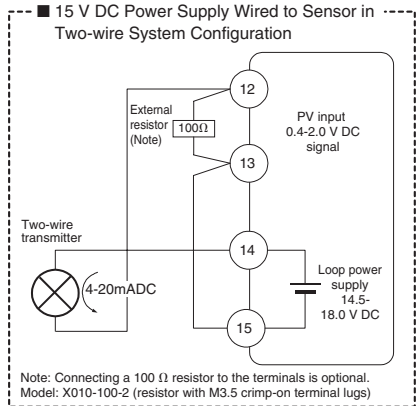 ■ 15 V DC Power Supply Wired to Sensor in
Two-wire System Configuration
12
External
resistor
(Note)
100Ω
PV input
0.4-2.0 V DC
signal
13
Two-wire
transmitter
14
4-20mADC
Loop power
supply
14.5-
18.0 V DC
15
Note: Connecting a 100 Ω resistor to the terminals is optional.
Model: X010-100-2 (resistor with M3.5 crimp-on terminal lugs)